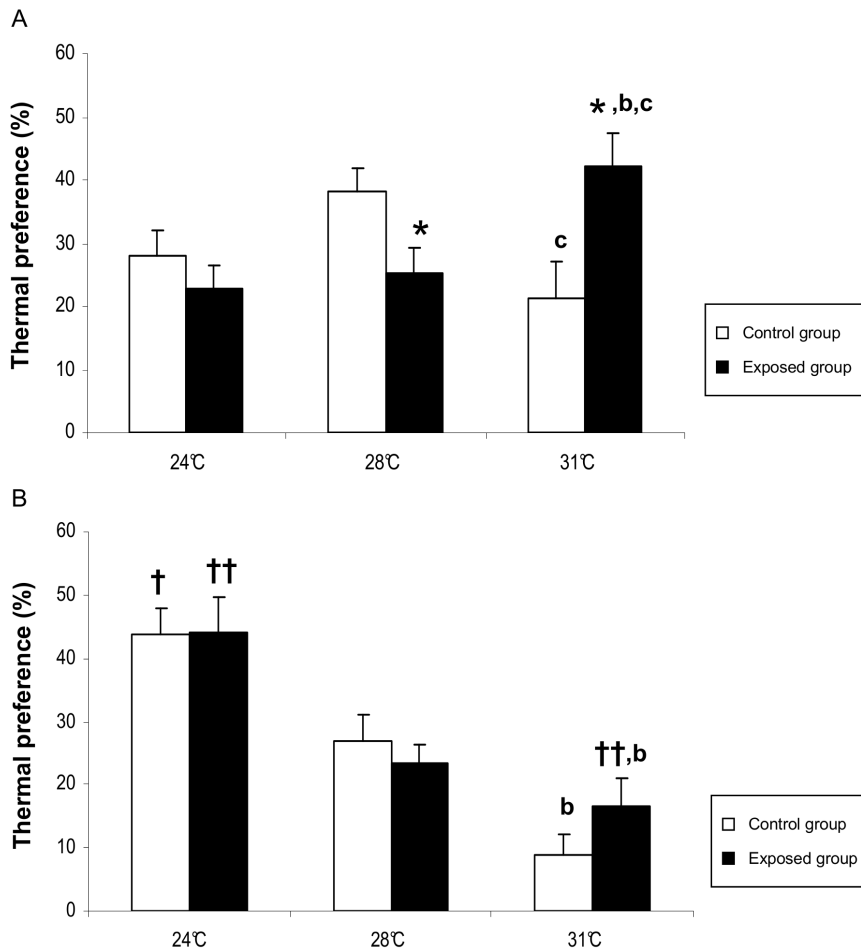 A
Thermal preference (%)
60
50
40
30
20
10
0
*
c
* ,b,c
24℃
28℃
31℃
Control group
Exposed group
B
Thermal preference (%)
60
50
40
30
20
10
0
†
††
b
††,b
24℃
28℃
31℃
Control group
Exposed group